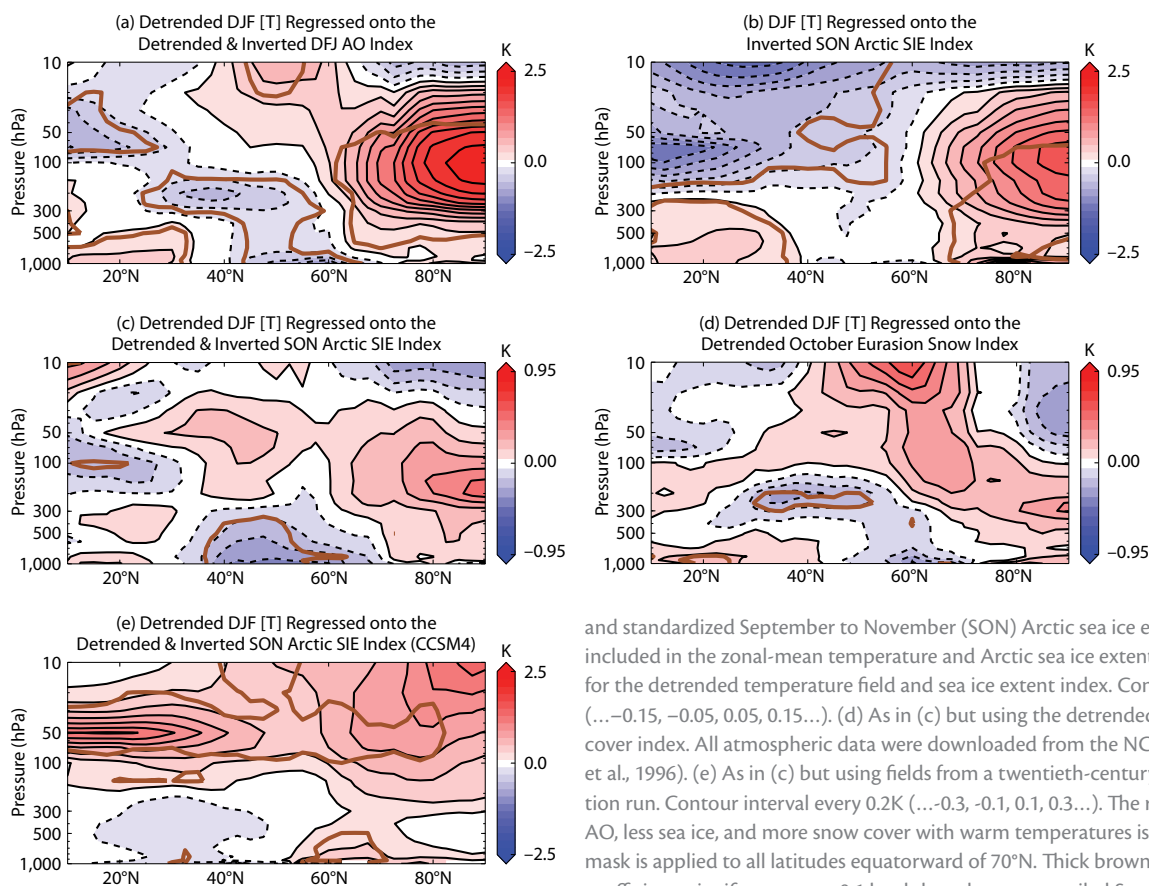 (a) Detrended DJF [T] Regressed onto the
Detrended & Inverted DFJ AO Index
K
10
50
100
300
500
1,000
Pressure (hPa)
20°N
40°N
60°N
80°N
2.5
0.0
−2.5
(b) DJF [T] Regressed onto the
Inverted SON Arctic SIE Index
K
10
50
100
300
500
1,000
Pressure (hPa)
20°N
40°N
60°N
80°N
2.5
0.0
−2.5
(c) Detrended DJF [T] Regressed onto the
Detrended & Inverted SON Arctic SIE Index
K
10
50
100
300
500
1,000
Pressure (hPa)
20°N
40°N
60°N
80°N
0.95
0.00
−0.95
(d) Detrended DJF [T] Regressed onto the
Detrended October Eurasion Snow Index
K
10
50
100
300
500
1,000
Pressure (hPa)
20°N
40°N
60°N
80°N
0.95
0.00
−0.95
(e) Detrended DJF [T] Regressed onto the
Detrended & Inverted SON Arctic SIE Index (CCSM4)
K
10
50
100
300
500
1,000
Pressure (hPa)
20°N
40°N
60°N
80°N
2.5
0.0
−2.5
and standardized September to November (SON) Arctic sea ice e
included in the zonal-mean temperature and Arctic sea ice extent
for the detrended temperature field and sea ice extent index. Con
(…−0.15, −0.05, 0.05, 0.15…). (d) As in (c) but using the detrended
cover index. All atmospheric data were downloaded from the NC
et al., 1996). (e) As in (c) but using fields from a twentieth-century
tion run. Contour interval every 0.2K (…-0.3, -0.1, 0.1, 0.3…). The r
AO, less sea ice, and more snow cover with warm temperatures is
mask is applied to all latitudes equatorward of 70°N. Thick brown